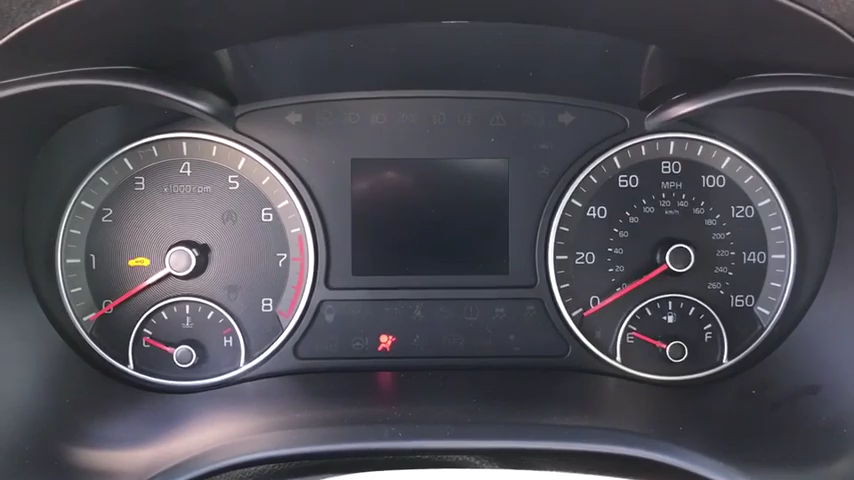 0 1 2 3 4 5 6 7 8
x1000rpm
C H
0 20 40 60 80 100 120 140 160
MPH
0 20 40 60 80 100 120 140 160 180 200 220 240 260
km/h
E F